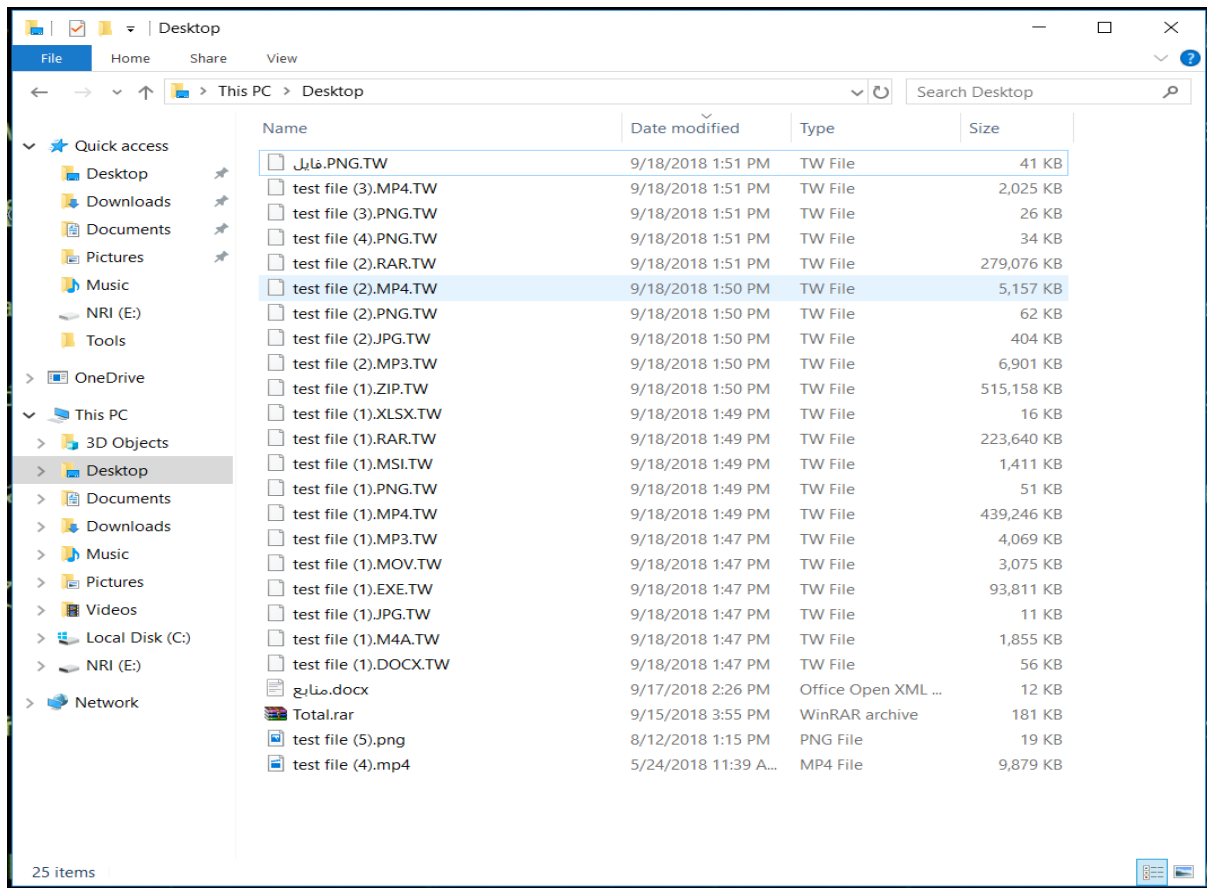 Desktop
File Home Share View
This PC > Desktop
Search Desktop
Quick access
Desktop
Downloads
Documents
Pictures
Music
NRI (E:)
Tools
OneDrive
This PC
3D Objects
Desktop
Documents
Downloads
Music
Pictures
Videos
Local Disk (C:)
NRI (E:)
Network
Name Date modified Type Size
فایل.PNG.TW 9/18/2018 1:51 PM TW File 41 KB
test file (3).MP4.TW 9/18/2018 1:51 PM TW File 2,025 KB
test file (3).PNG.TW 9/18/2018 1:51 PM TW File 26 KB
test file (4).PNG.TW 9/18/2018 1:51 PM TW File 34 KB
test file (2).RAR.TW 9/18/2018 1:51 PM TW File 279,076 KB
test file (2).MP4.TW 9/18/2018 1:50 PM TW File 5,157 KB
test file (2).PNG.TW 9/18/2018 1:50 PM TW File 62 KB
test file (2).JPG.TW 9/18/2018 1:50 PM TW File 404 KB
test file (2).MP3.TW 9/18/2018 1:50 PM TW File 6,901 KB
test file (1).ZIP.TW 9/18/2018 1:50 PM TW File 515,158 KB
test file (1).XLSX.TW 9/18/2018 1:49 PM TW File 16 KB
test file (1).RAR.TW 9/18/2018 1:49 PM TW File 223,640 KB
test file (1).MSI.TW 9/18/2018 1:49 PM TW File 1,411 KB
test file (1).PNG.TW 9/18/2018 1:49 PM TW File 51 KB
test file (1).MP4.TW 9/18/2018 1:49 PM TW File 439,246 KB
test file (1).MP3.TW 9/18/2018 1:47 PM TW File 4,069 KB
test file (1).MOV.TW 9/18/2018 1:47 PM TW File 3,075 KB
test file (1).EXE.TW 9/18/2018 1:47 PM TW File 93,811 KB
test file (1).JPG.TW 9/18/2018 1:47 PM TW File 11 KB
test file (1).M4A.TW 9/18/2018 1:47 PM TW File 1,855 KB
test file (1).DOCX.TW 9/18/2018 1:47 PM TW File 56 KB
منابع.docx 9/17/2018 2:26 PM Office Open XML ... 12 KB
Total.rar 9/15/2018 3:55 PM WinRAR archive 181 KB
test file (5).png 8/12/2018 1:15 PM PNG File 19 KB
test file (4).mp4 5/24/2018 11:39 A... MP4 File 9,879 KB
25 items